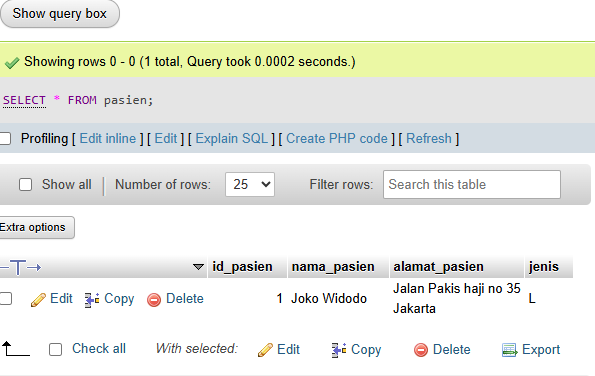 Show query box
Showing rows 0 - 0 (1 total, Query took 0.0002 seconds.)
SELECT * FROM pasien;
Profiling [ Edit inline ] [ Edit ] [ Explain SQL ] [ Create PHP code ] [ Refresh ]
Show all Number of rows: 25 Filter rows: Search this table
Extra options
id_pasien nama_pasien alamat_pasien jenis
Edit Copy Delete 1 Joko Widodo Jalan Pakis haji no 35 L
Jakarta
Check all With selected: Edit Copy Delete Export